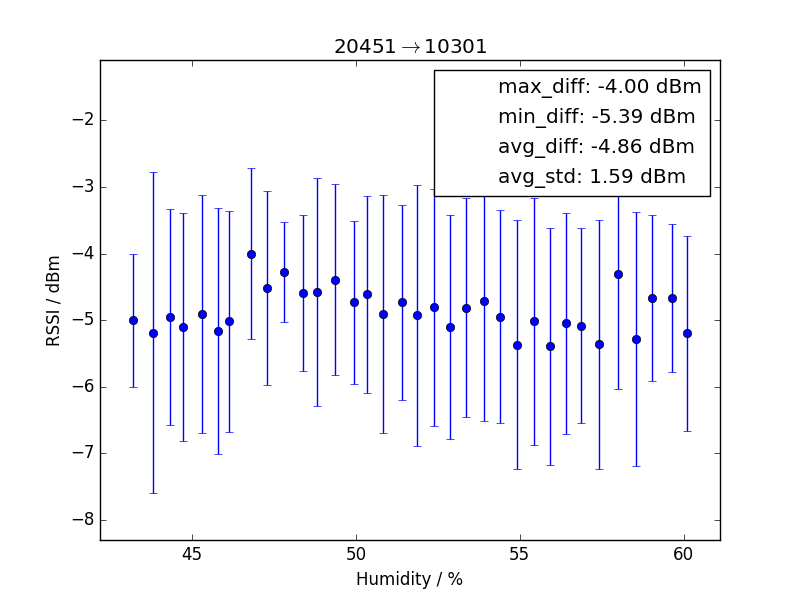 20451→10301
max_diff: -4.00 dBm
min_diff: -5.39 dBm
avg_diff: -4.86 dBm
avg_std: 1.59 dBm
RSSI / dBm
−2
−3
−4
−5
−6
−7
−8
45 50 55 60
Humidity / %